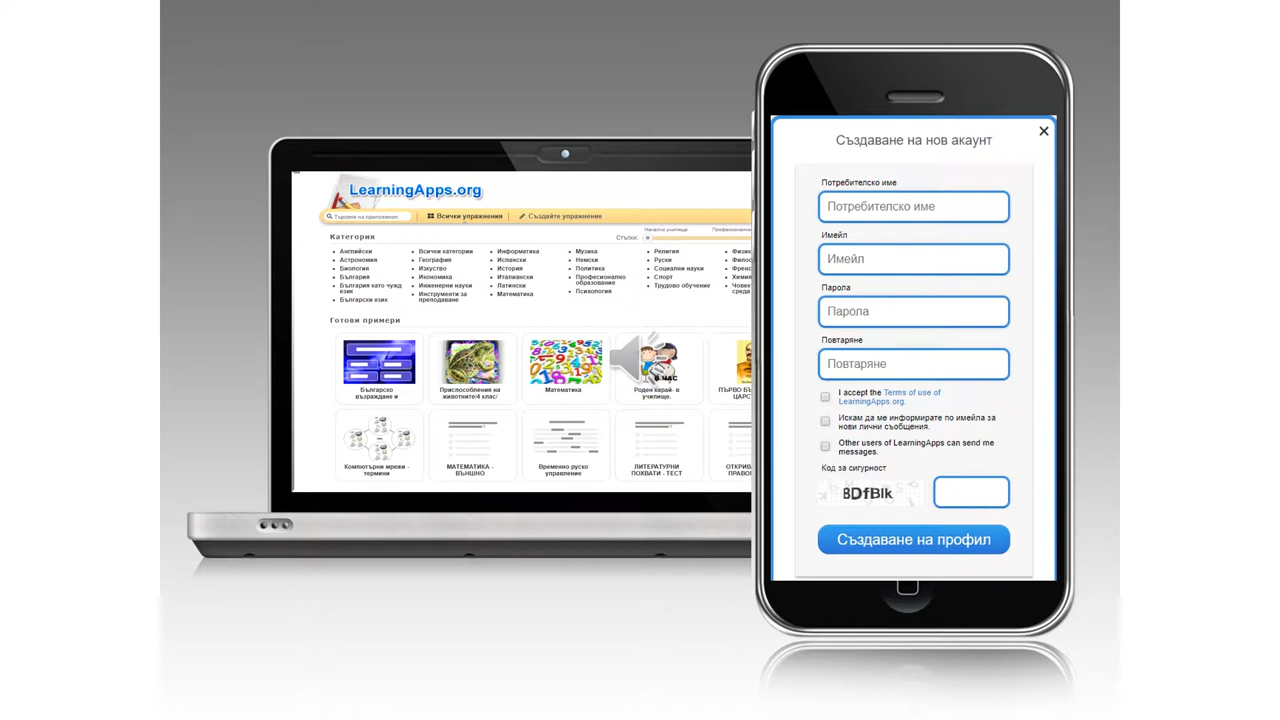 LearningApps.org
Търсене на приложения
Всички упражнения
Създайте упражнение
Категория
Стъпки:
Начално училище
Английски
Астрономия
Биология
България
България като чужд
език
Български език
Всички категории
География
Изкуство
Икономика
Инженерни науки
Инструменти за
преподаване
Информатика
Испански
История
Италиански
Латински
Математика
Музика
Немски
Политика
Професионално
образование
Психология
Религия
Руски
Социални науки
Спорт
Трудово обучение
Готови примери
Българско
възраждане и
Приспособления на
животните/4 клас/
Математика
Роден карай- в
училище.
Компютърни мрежи -
термини
МАТЕМАТИКА -
ВЪНШНО
Временно руско
управление
ЛИТЕРАТУРНИ
ПОХВАТИ - ТЕСТ
Създаване на нов акаунт
Потребителско име
Потребителско име
Имейл
Имейл
Парола
Парола
Повтаряне
Повтаряне
I accept the Terms of use of
LearningApps.org.
Искам да ме информирате по имейла за
нови лични съобщения.
Other users of LearningApps can send me
messages.
Код за сигурност
BDfBlk
Създаване на профил